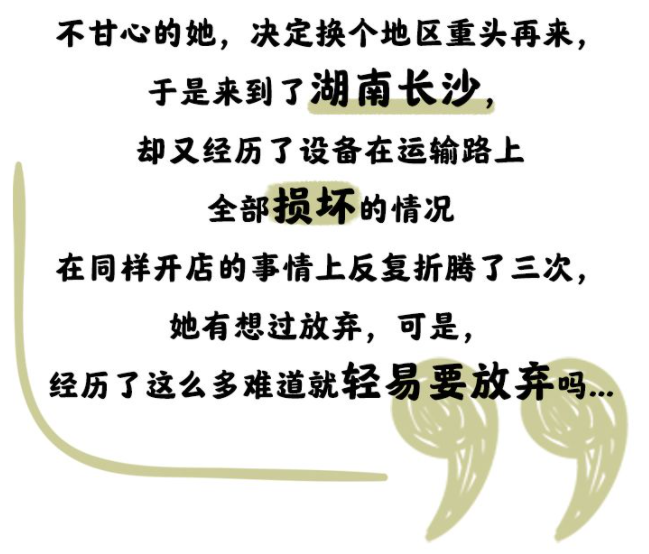 不甘心的她，决定换个地区重头再来，
于是来到了湖南长沙，
却又经历了设备在运输路上
全部损坏的情况
在同样开店的事情上反复折腾了三次，
她有想过放弃，可是，
经历了这么多难道就轻易要放弃吗...